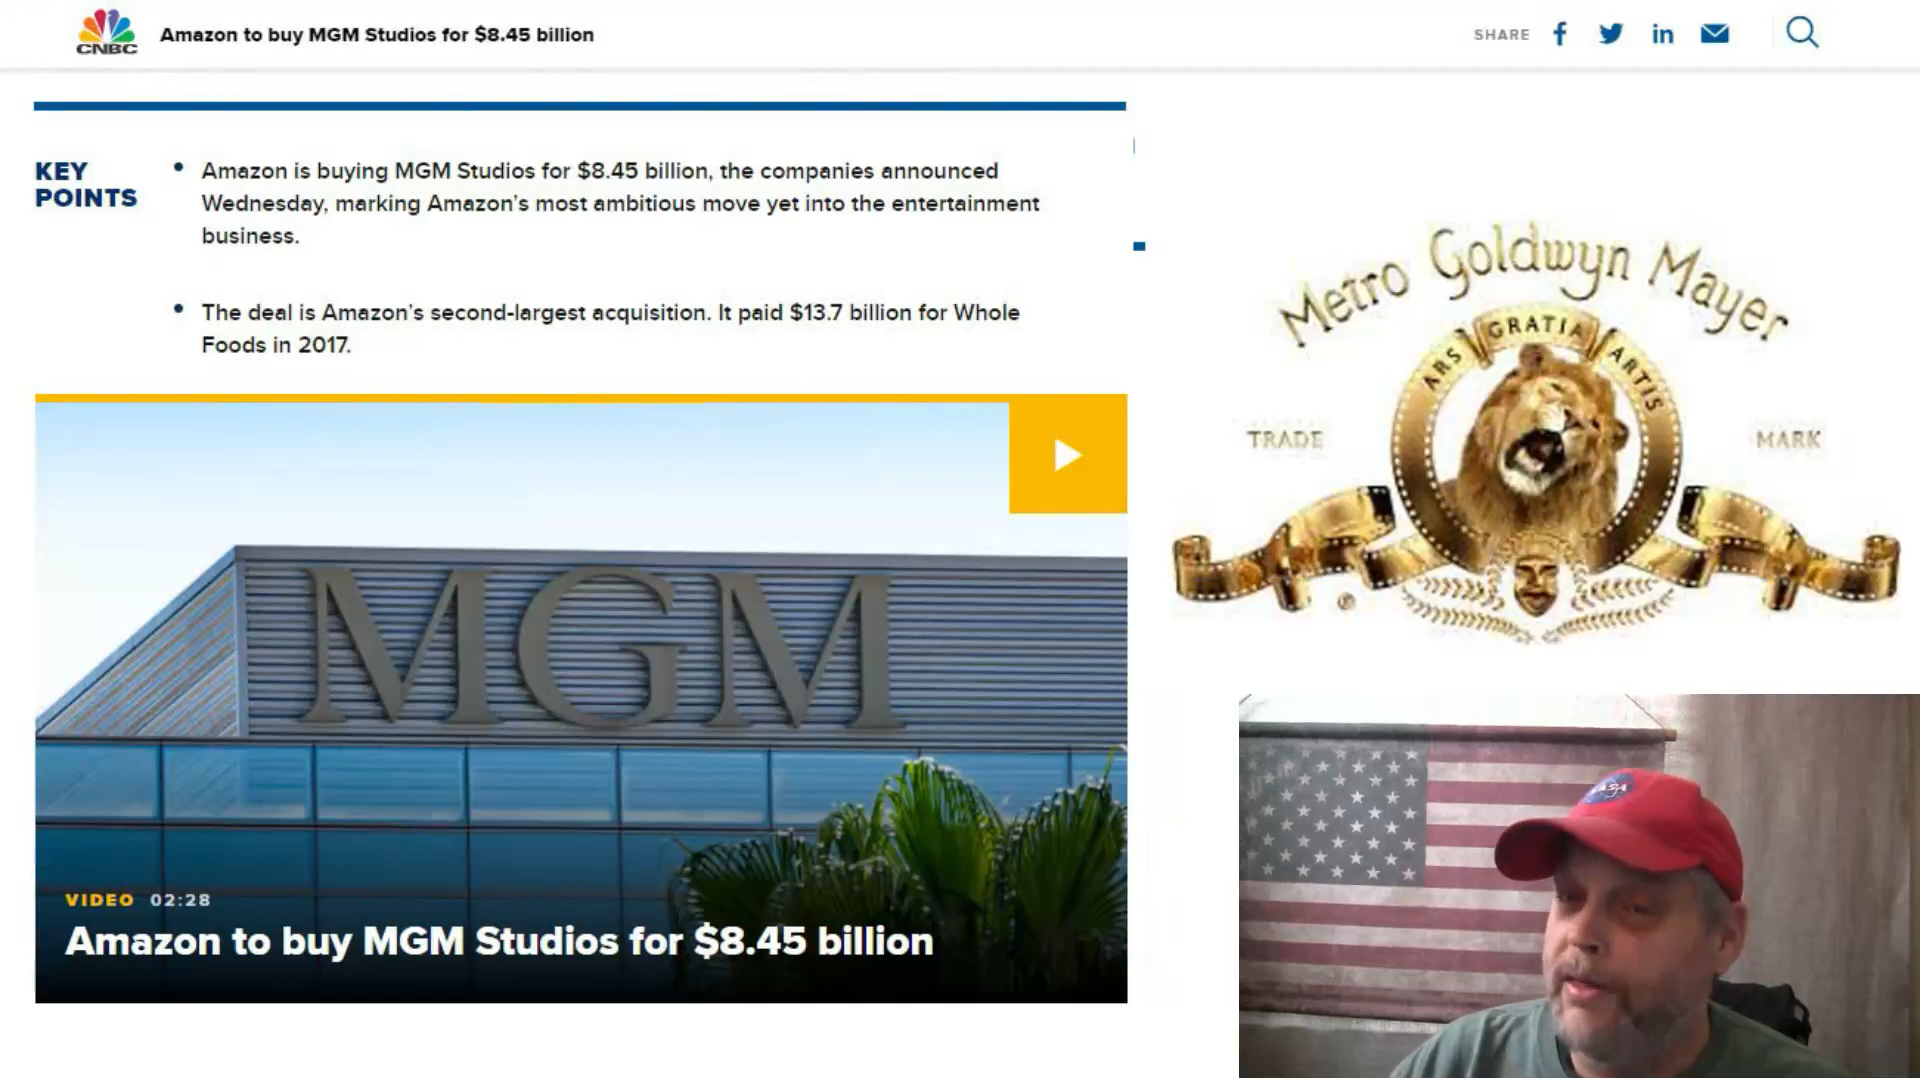 CNBC
Amazon to buy MGM Studios for $8.45 billion
SHARE
KEY
POINTS
Amazon is buying MGM Studios for $8.45 billion, the companies announced
Wednesday, marking Amazon's most ambitious move yet into the entertainment
business.
The deal is Amazon's second-largest acquisition. It paid $13.7 billion for Whole
Foods in 2017.
MGM
VIDEO 02:28
Amazon to buy MGM Studios for $8.45 billion
Metro Goldwyn Mayer
ARS GRATIA ARTIS
TRADE MARK
®
NASA